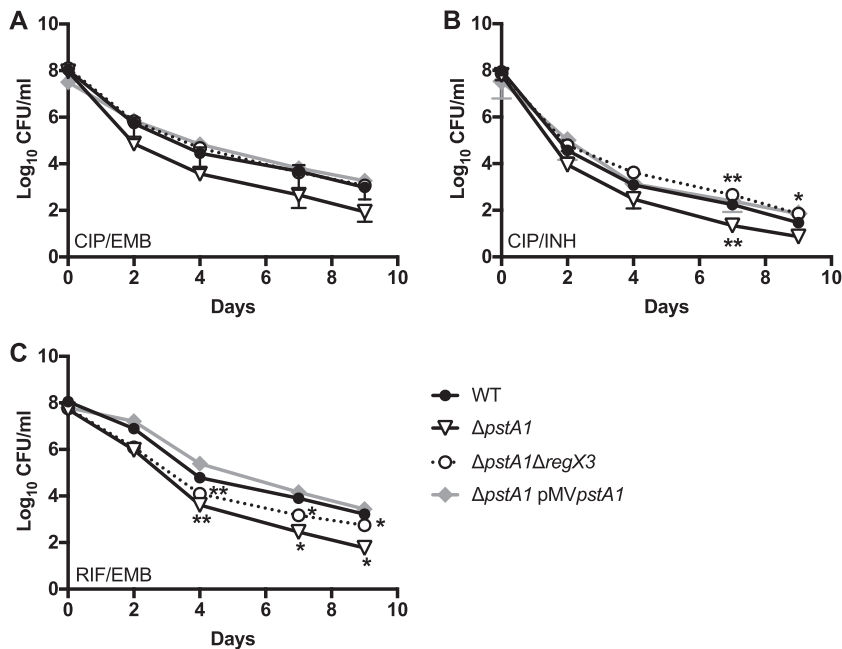 A
B
10
8
6
4
2
0
Log10 CFU/ml
CIP/EMB
0 2 4 6 8 10
Days
10
8
6
4
2
0
Log10 CFU/ml
** *
**
CIP/INH
0 2 4 6 8 10
Days
C
10
8
6
4
2
0
Log10 CFU/ml
**
**
*
*
*
*
RIF/EMB
0 2 4 6 8 10
Days
WT
ΔpstA1
ΔpstA1ΔregX3
ΔpstA1 pMVpstA1